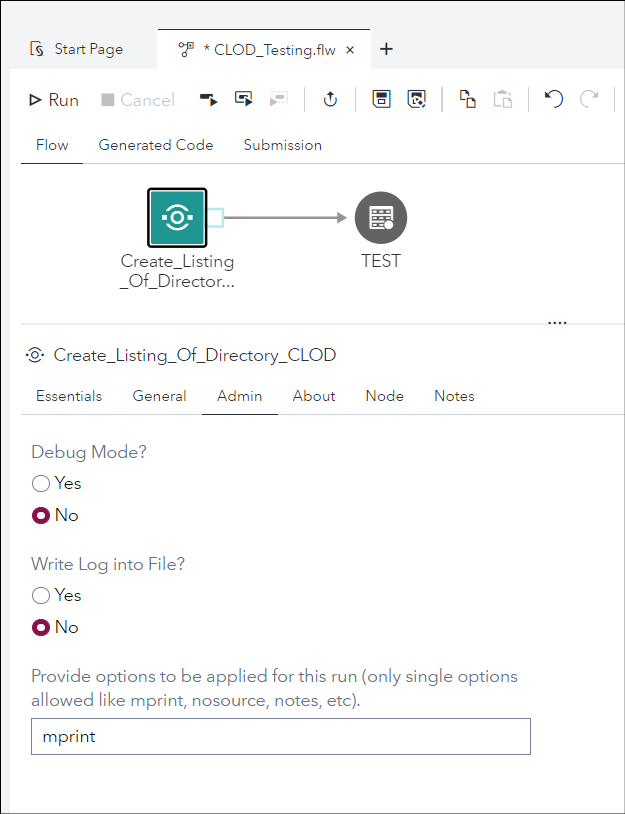 Start Page
* CLOD_Testing.flw ×
+
Run
Cancel
Flow
Generated Code
Submission
Create_Listing
_Of_Director...
TEST
Create_Listing_Of_Directory_CLOD
Essentials
General
Admin
About
Node
Notes
Debug Mode?
Yes
No
Write Log into File?
Yes
No
Provide options to be applied for this run (only single options
allowed like mprint, nosource, notes, etc).
mprint